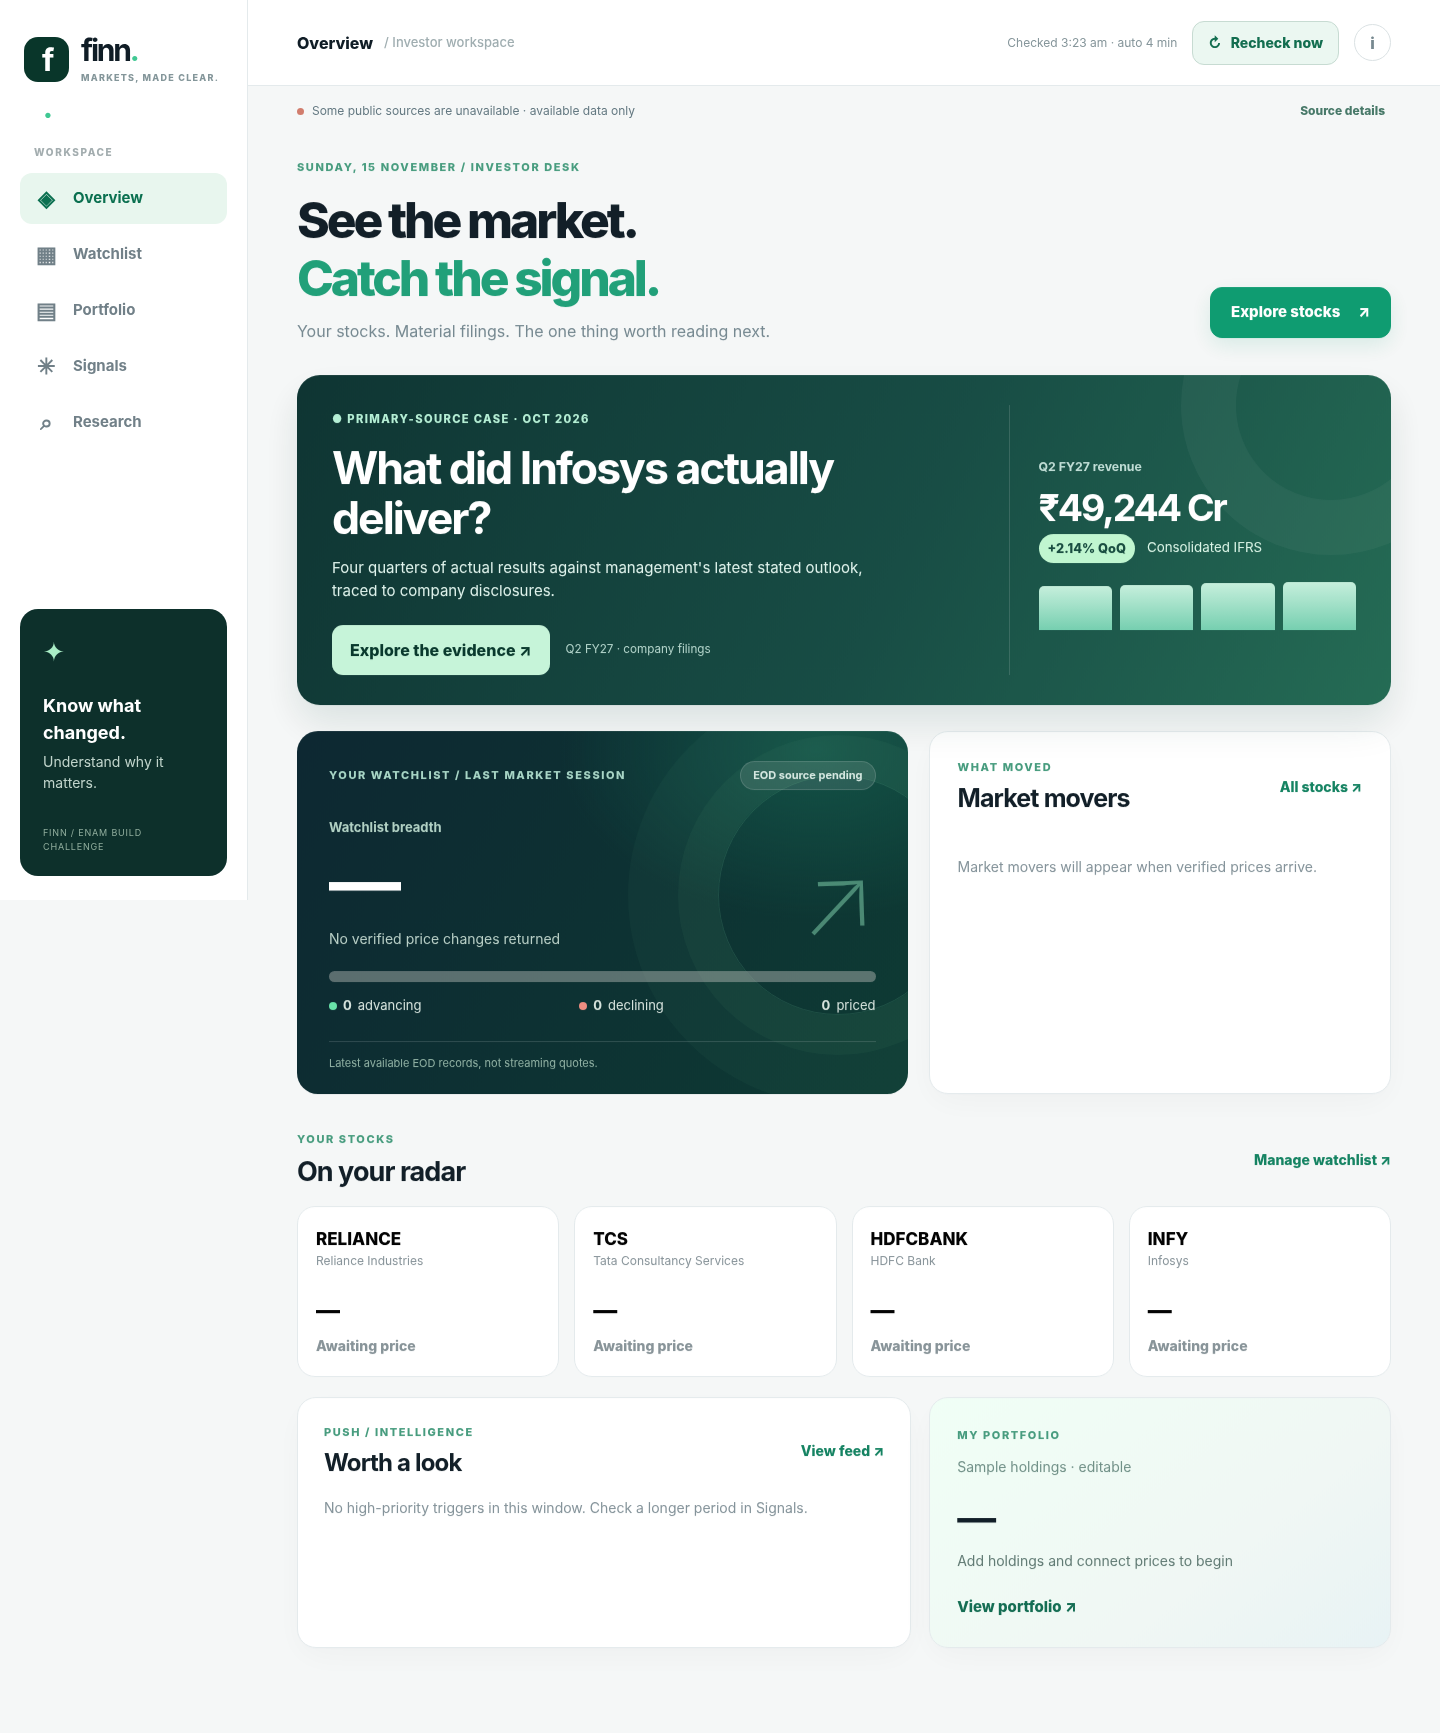 f
finn.
MARKETS, MADE CLEAR.
WORKSPACE
Overview
Watchlist
Portfolio
Signals
Research
Know what
changed.
Understand why it
matters.
FINN / ENAM BUILD
CHALLENGE
Overview / Investor workspace
Checked 3:23 am · auto 4 min
↻ Recheck now
i
Some public sources are unavailable · available data only
Source details
SUNDAY, 15 NOVEMBER / INVESTOR DESK
See the market.
Catch the signal.
Your stocks. Material filings. The one thing worth reading next.
Explore stocks ↗
PRIMARY-SOURCE CASE · OCT 2026
What did Infosys actually
deliver?
Four quarters of actual results against management's latest stated outlook,
traced to company disclosures.
Explore the evidence ↗
Q2 FY27 · company filings
Q2 FY27 revenue
₹49,244 Cr
+2.14% QoQ Consolidated IFRS
YOUR WATCHLIST / LAST MARKET SESSION
EOD source pending
Watchlist breadth
—
No verified price changes returned
0 advancing
0 declining
0 priced
Latest available EOD records, not streaming quotes.
WHAT MOVED
Market movers
All stocks ↗
Market movers will appear when verified prices arrive.
YOUR STOCKS
On your radar
Manage watchlist ↗
RELIANCE
Reliance Industries
—
Awaiting price
TCS
Tata Consultancy Services
—
Awaiting price
HDFCBANK
HDFC Bank
—
Awaiting price
INFY
Infosys
—
Awaiting price
PUSH / INTELLIGENCE
Worth a look
View feed ↗
No high-priority triggers in this window. Check a longer period in Signals.
MY PORTFOLIO
Sample holdings · editable
—
Add holdings and connect prices to begin
View portfolio ↗